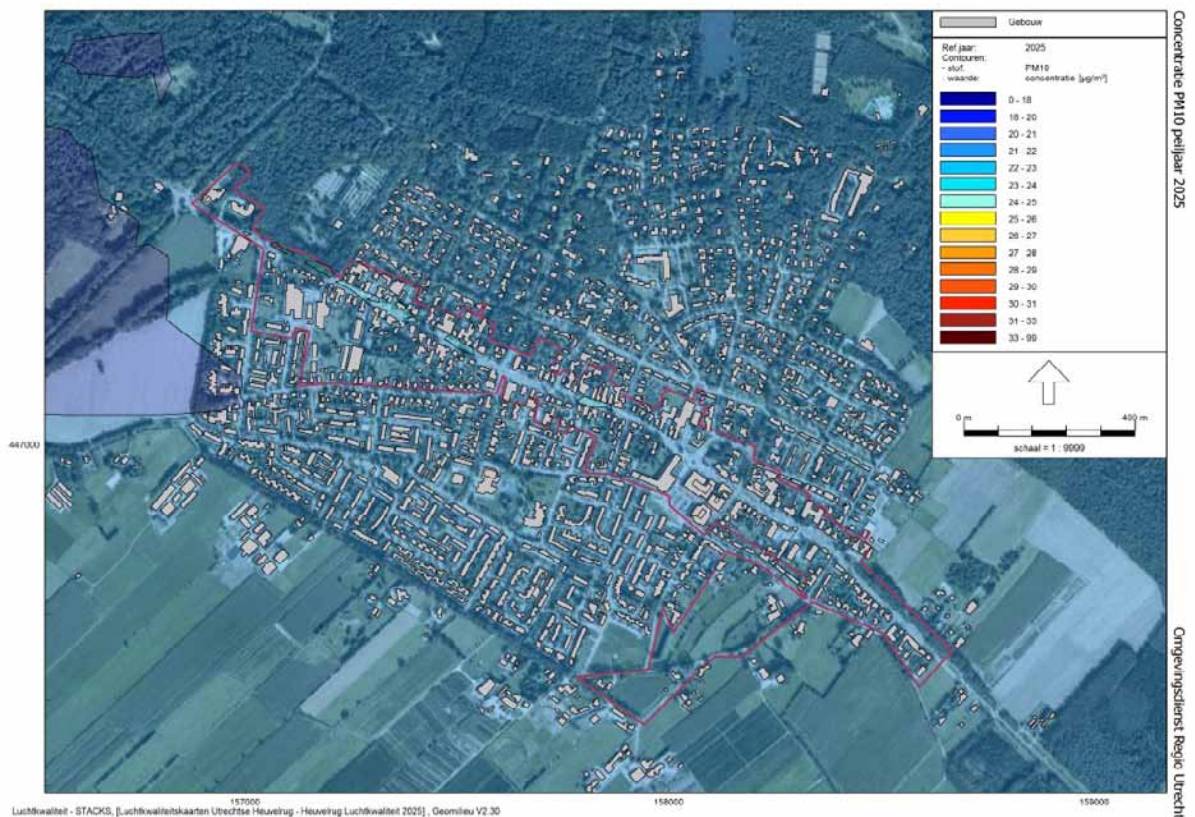 Gebouw
Ref.jaar: 2025
Contouren:
- stof: PM10
- waarde: concentratie [µg/m³]
0 - 18
18 - 20
20 - 21
21 - 22
22 - 23
23 - 24
24 - 25
25 - 26
26 - 27
27 - 28
28 - 29
29 - 30
30 - 31
31 - 33
33 - 99
0 m 400 m
schaal = 1 : 9999
Concentratie PM10 peiljaar 2025
Omgevingsdienst Regio Utrecht
447000
157000 158000 159000
Luchtkwaliteit - STACKS, [Luchtkwaliteitskaarten Utrechtse Heuvelrug - Heuvelrug Luchtkwaliteit 2025] , Geomilieu V2.30